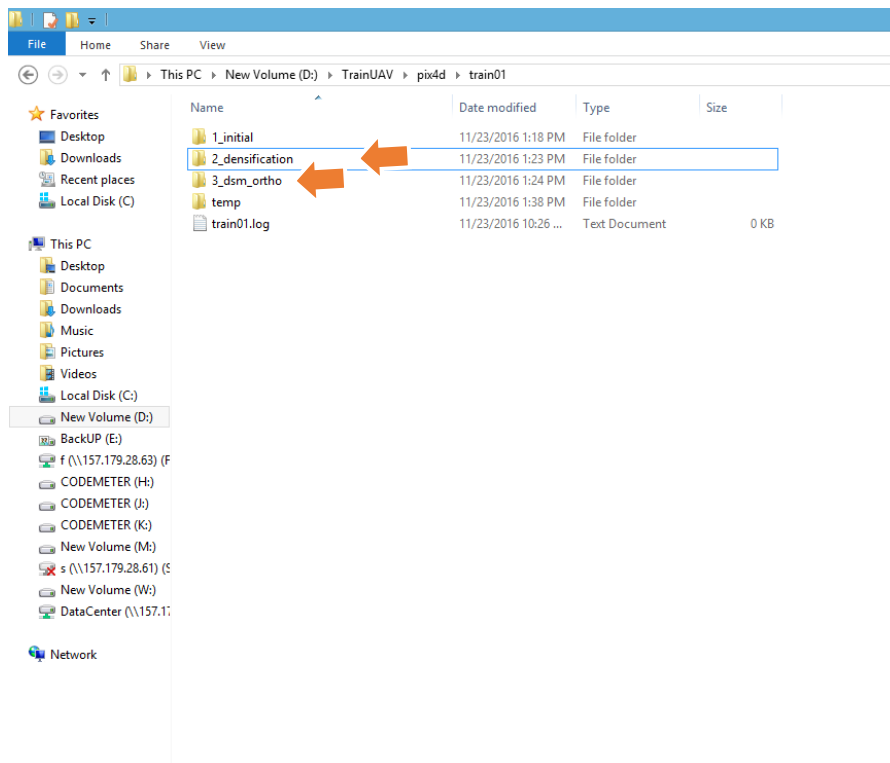 File Home Share View
This PC New Volume (D:) TrainUAV pix4d train01
Name Date modified Type Size
1_initial 11/23/2016 1:18 PM File folder
2_densification 11/23/2016 1:23 PM File folder
3_dsm_ortho 11/23/2016 1:24 PM File folder
temp 11/23/2016 1:38 PM File folder
train01.log 11/23/2016 10:26 ... Text Document 0 KB
Favorites
Desktop
Downloads
Recent places
Local Disk (C)
This PC
Desktop
Documents
Downloads
Music
Pictures
Videos
Local Disk (C:)
New Volume (D:)
BackUP (E:)
f (\\157.179.28.63) (F
CODEMETER (H:)
CODEMETER (J:)
CODEMETER (K:)
New Volume (M:)
s (\\157.179.28.61) (S
New Volume (W:)
DataCenter (\\157.17
Network